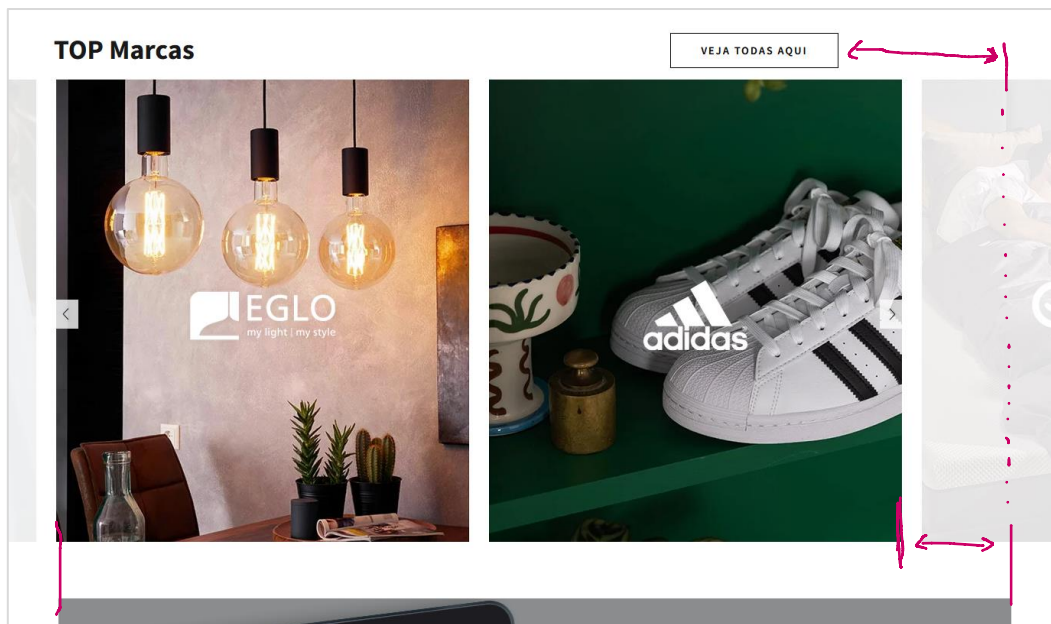 TOP Marcas
VEJA TODAS AQUI
EGLO
my light | my style
adidas